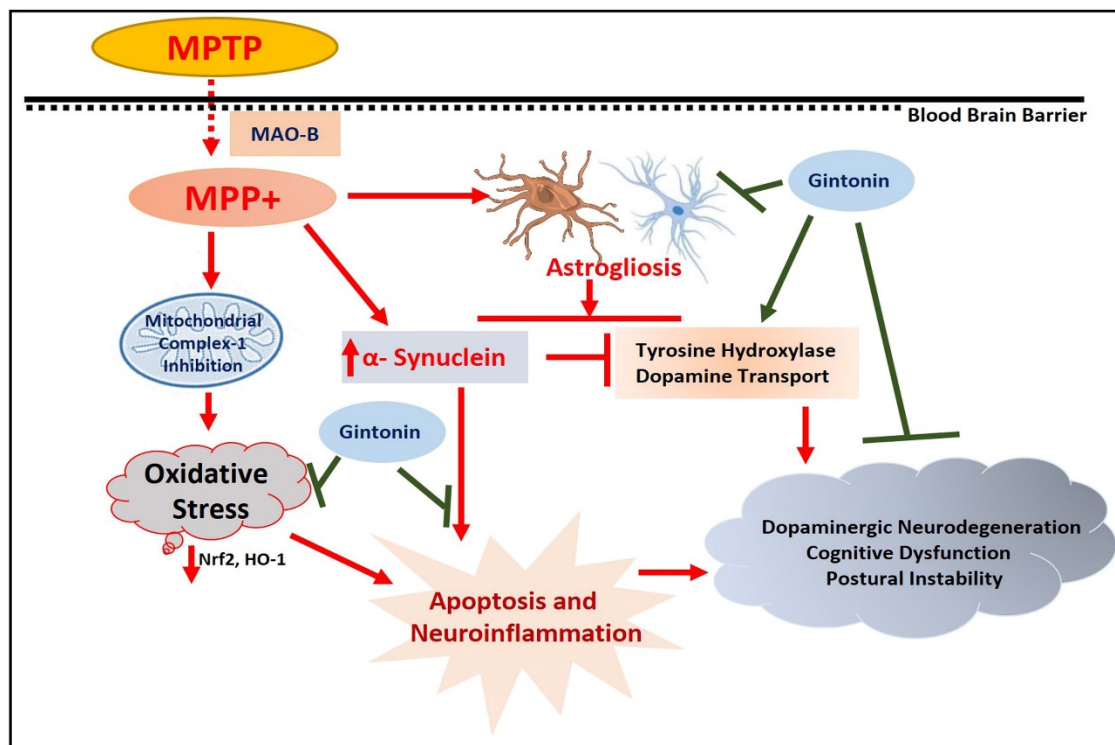 MPTP
Blood Brain Barrier
MAO-B
MPP+
Gintonin
Astrogliosis
Mitochondrial
Complex-1
Inhibition
α- Synuclein
Tyrosine Hydroxylase
Dopamine Transport
Gintonin
Oxidative
Stress
Nrf2, HO-1
Dopaminergic Neurodegeneration
Cognitive Dysfunction
Postural Instability
Apoptosis and
Neuroinflammation